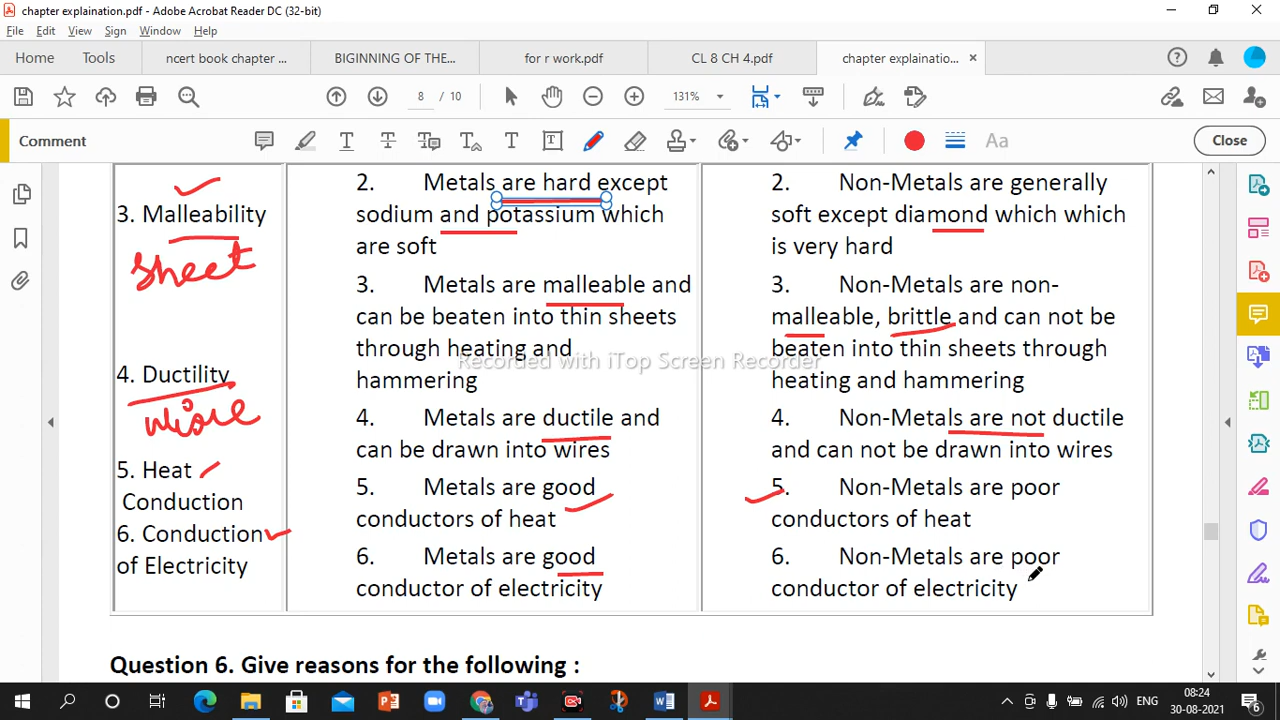 chapter explaination.pdf - Adobe Acrobat Reader DC (32-bit)
File Edit View Sign Window Help
Home Tools ncert book chapter ... BIGINNING OF THE... for r work.pdf CL 8 CH 4.pdf chapter explainatio... ×
8 / 10 131%
Comment Close
2. Metals are hard except
sodium and potassium which
are soft
2. Non-Metals are generally
soft except diamond which which
is very hard
3. Malleability
sheet
3. Metals are malleable and
can be beaten into thin sheets
through heating and
hammering
3. Non-Metals are non-
malleable, brittle and can not be
beaten into thin sheets through
heating and hammering
Recorded with iTop Screen Recorder
4. Ductility
wire
4. Metals are ductile and
can be drawn into wires
4. Non-Metals are not ductile
and can not be drawn into wires
5. Heat
Conduction
5. Metals are good
conductors of heat
5. Non-Metals are poor
conductors of heat
6. Conduction
of Electricity
6. Metals are good
conductor of electricity
6. Non-Metals are poor
conductor of electricity
Question 6. Give reasons for the following :
ENG 08:24
30-08-2021 6